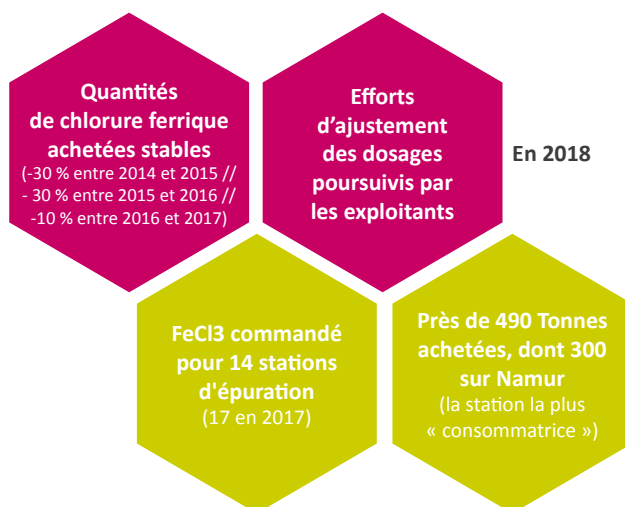 Quantités
de chlorure ferrique
achetées stables
(-30 % entre 2014 et 2015 //
- 30 % entre 2015 et 2016 //
-10 % entre 2016 et 2017)
Efforts
d'ajustement
des dosages
poursuivis par
les exploitants
En 2018
FeCl3 commandé
pour 14 stations
d'épuration
(17 en 2017)
Près de 490 Tonnes
achetées, dont 300
sur Namur
(la station la plus
« consommatrice »)